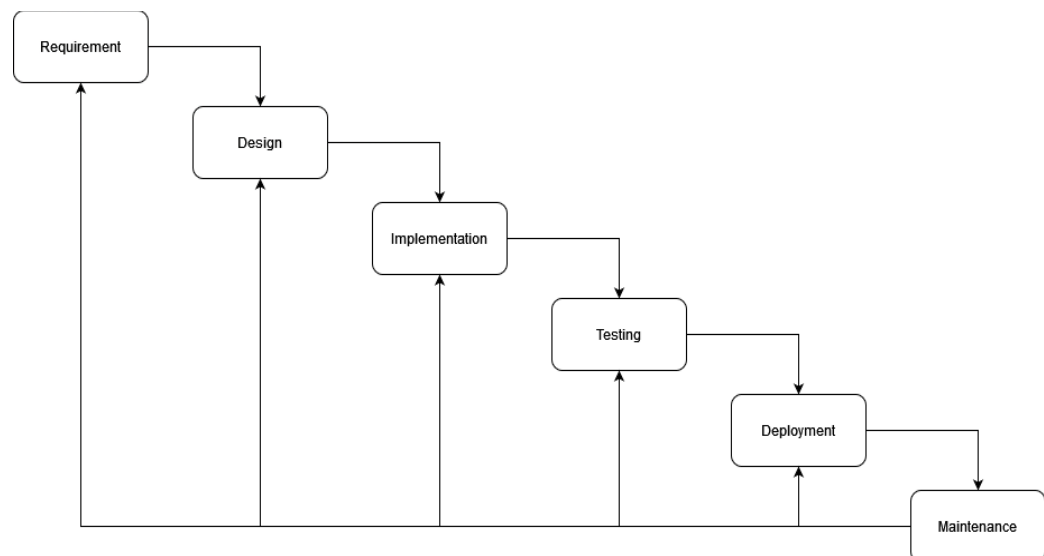 Requirement
Design
Implementation
Testing
Deployment
Maintenance